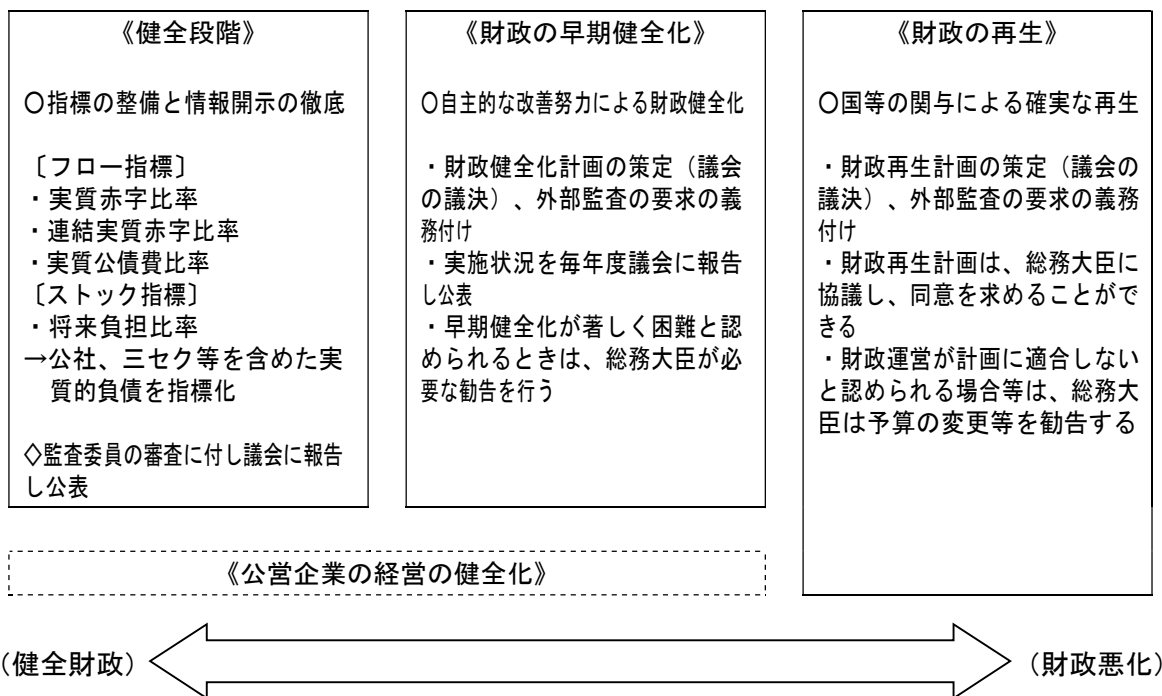 《健全段階》
〇指標の整備と情報開示の徹底
〔フロー指標〕
・実質赤字比率
・連結実質赤字比率
・実質公債費比率
〔ストック指標〕
・将来負担比率
→公社、三セク等を含めた実
質的負債を指標化
◇監査委員の審査に付し議会に報告
し公表
《財政の早期健全化》
〇自主的な改善努力による財政健全化
・財政健全化計画の策定（議会
の議決）、外部監査の要求の義
務付け
・実施状況を毎年度議会に報告
し公表
・早期健全化が著しく困難と認
められるときは、総務大臣が必
要な勧告を行う
《財政の再生》
〇国等の関与による確実な再生
・財政再生計画の策定（議会の
議決）、外部監査の要求の義務
付け
・財政再生計画は、総務大臣に
協議し、同意を求めることがで
きる
・財政運営が計画に適合しない
と認められる場合等は、総務大
臣は予算の変更等を勧告する
《公営企業の経営の健全化》
（健全財政）
（財政悪化）